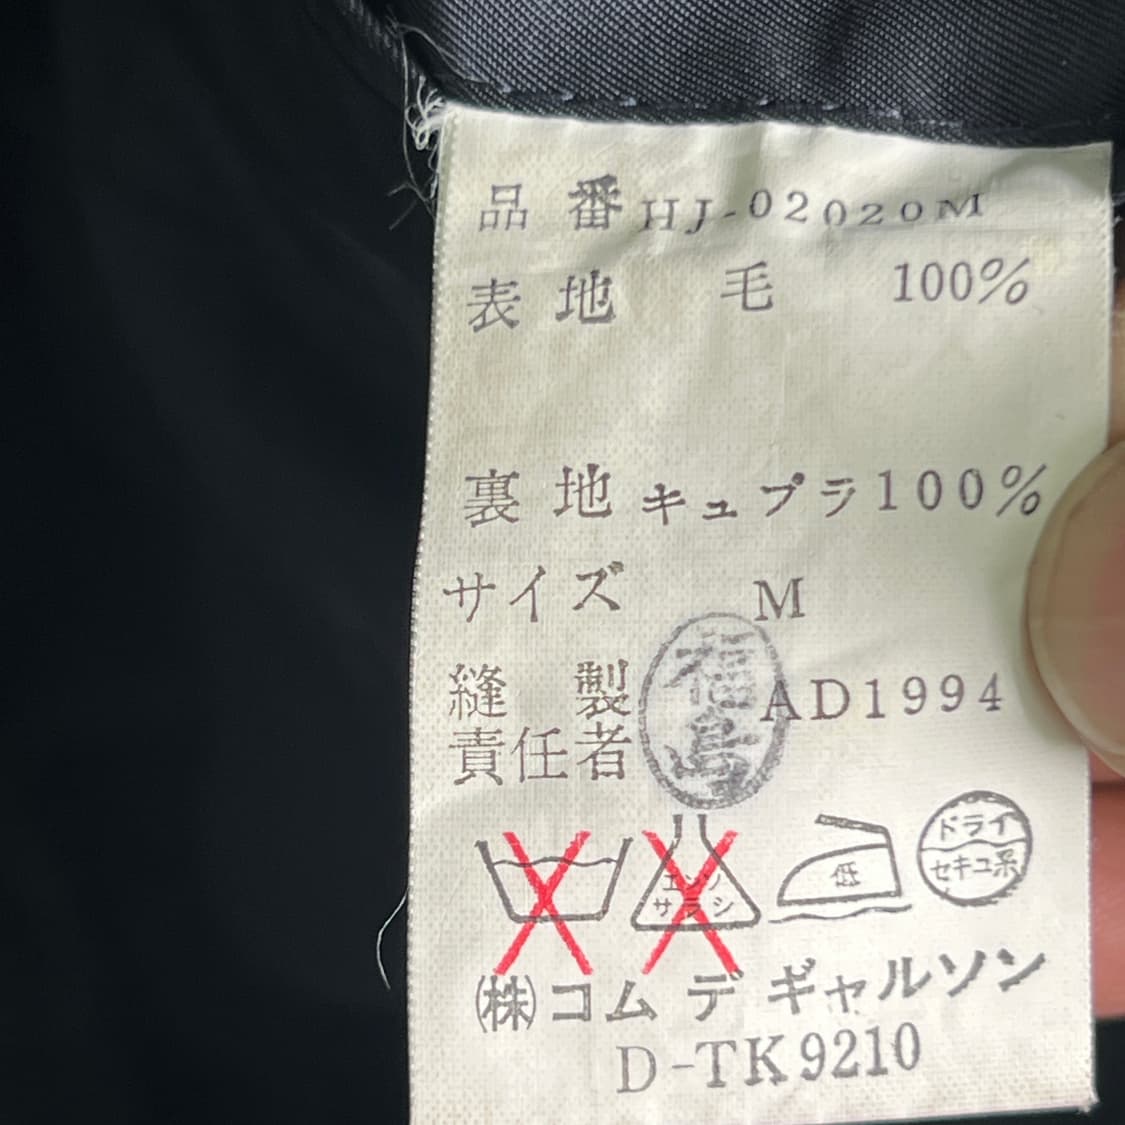 品番 HJ-02020M
表地 毛 100%
裏地 キュプラ100%
サイズ M
縫製
責任者 福島 AD1994
エンソ
サラシ
低
ドライ
セキユ系
㈱コム デ ギャルソン
D-TK9210